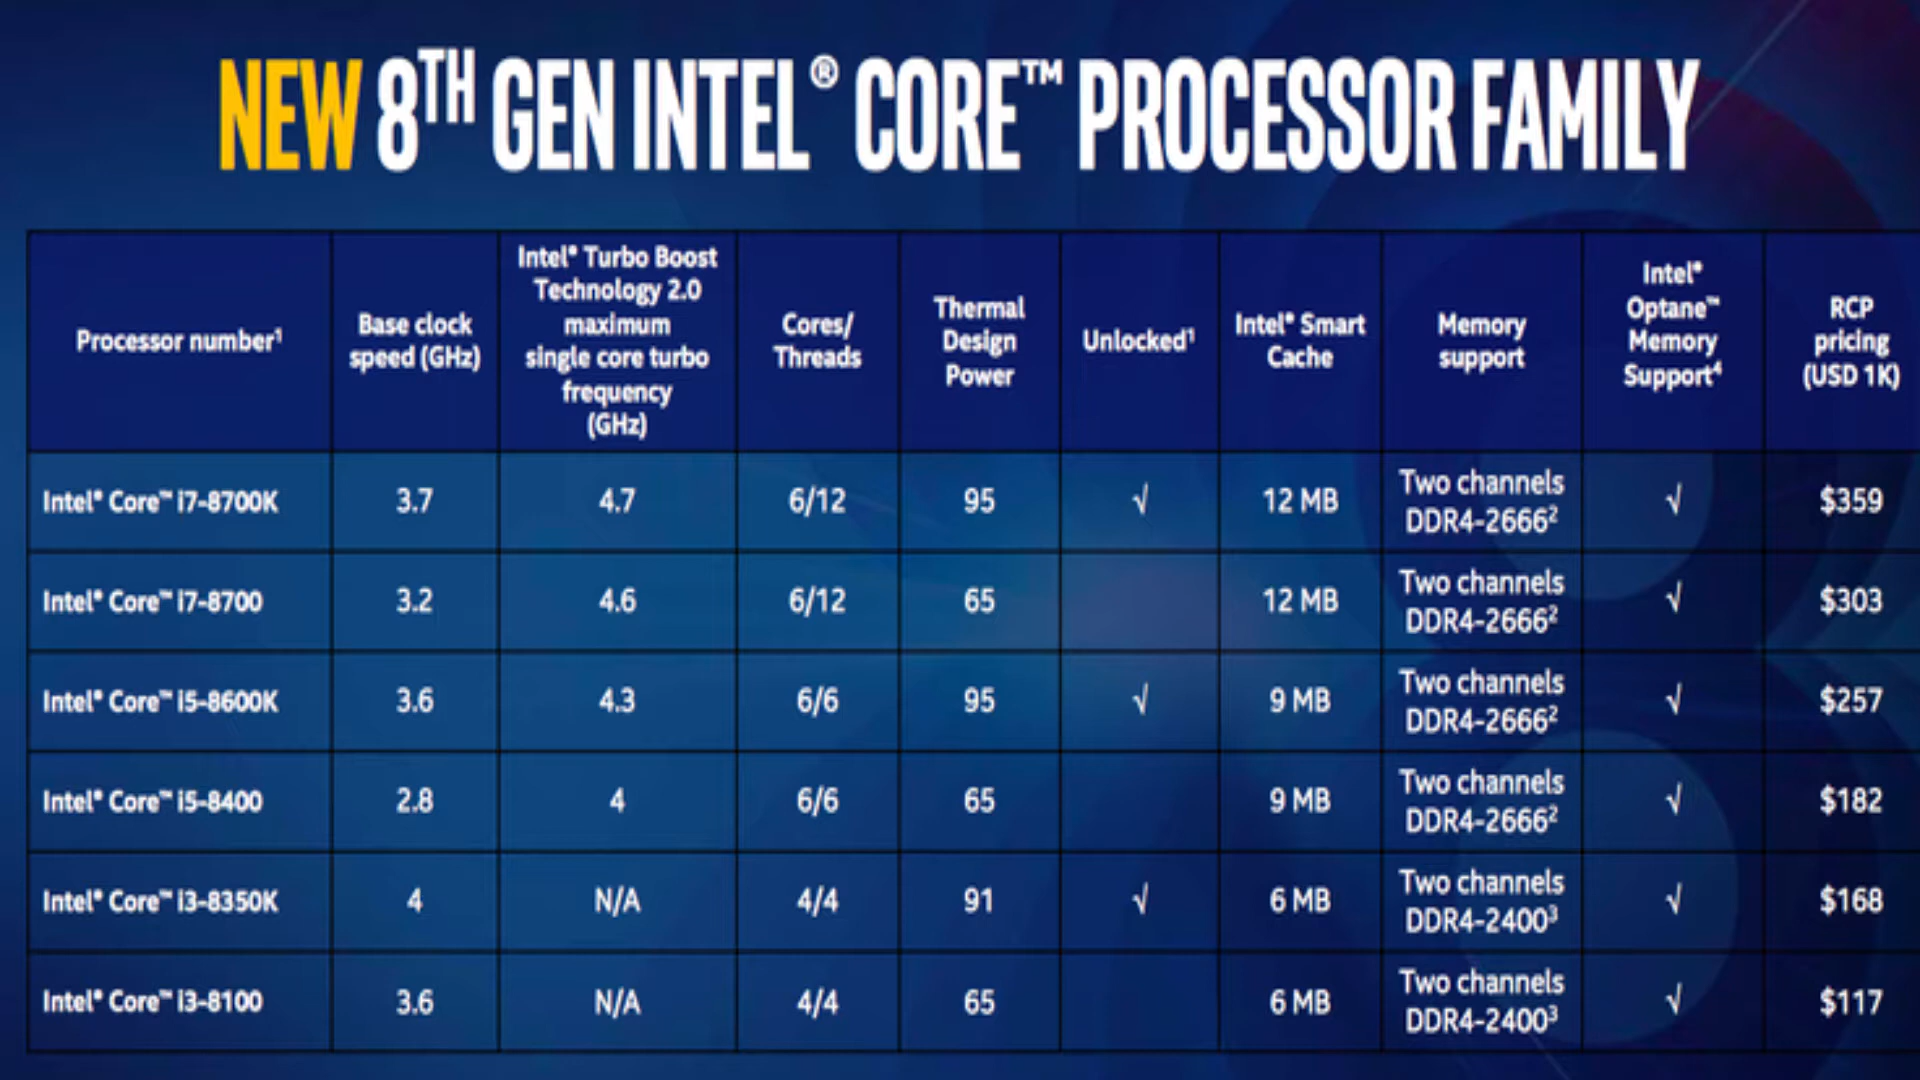 NEW 8TH GEN INTEL® CORE™ PROCESSOR FAMILY
Processor number¹
Base clock
speed (GHz)
Intel® Turbo Boost
Technology 2.0
maximum
single core turbo
frequency
(GHz)
Cores/
Threads
Thermal
Design
Power
Unlocked¹
Intel® Smart
Cache
Memory
support
Intel®
Optane™
Memory
Support⁴
RCP
pricing
(USD 1K)
Intel® Core™ i7-8700K 3.7 4.7 6/12 95 √ 12 MB Two channels
DDR4-2666² √ $359
Intel® Core™ i7-8700 3.2 4.6 6/12 65 12 MB Two channels
DDR4-2666² √ $303
Intel® Core™ i5-8600K 3.6 4.3 6/6 95 √ 9 MB Two channels
DDR4-2666² √ $257
Intel® Core™ i5-8400 2.8 4 6/6 65 9 MB Two channels
DDR4-2666² √ $182
Intel® Core™ i3-8350K 4 N/A 4/4 91 √ 6 MB Two channels
DDR4-2400³ √ $168
Intel® Core™ i3-8100 3.6 N/A 4/4 65 6 MB Two channels
DDR4-2400³ √ $117